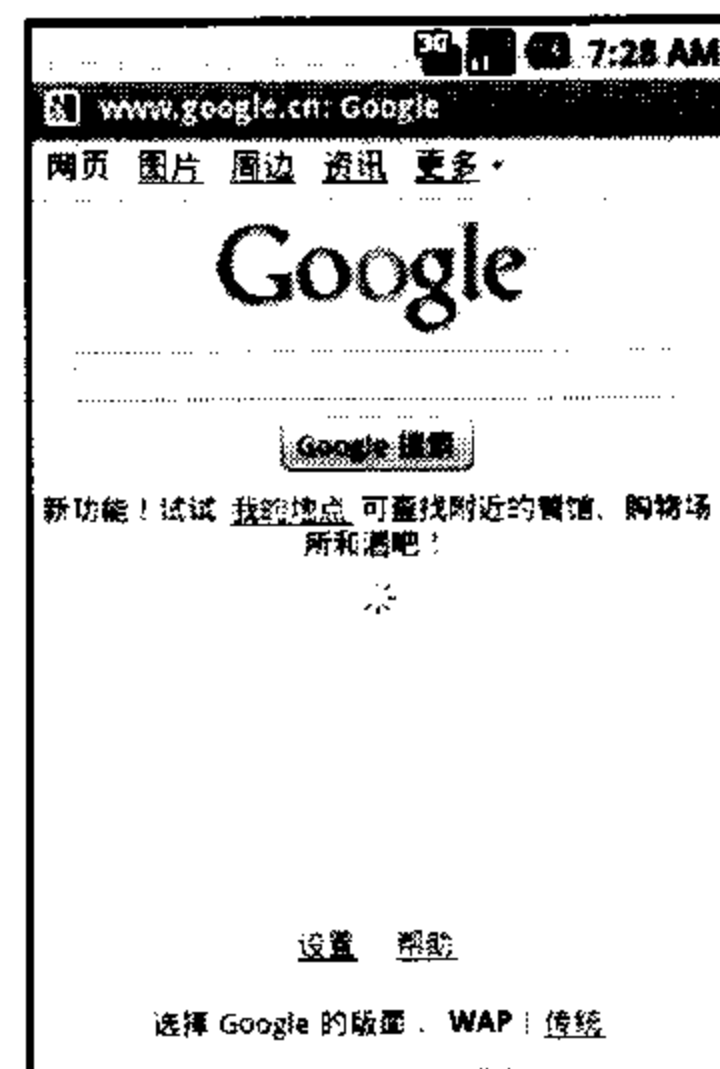 3G 7:28 AM
www.google.cn: Google
网页 图片 周边 资讯 更多
Google
Google 搜索
新功能！试试 我的地点 可查找附近的餐馆、购物场
所和酒吧！
设置 帮助
选择 Google 的版面： WAP | 传统